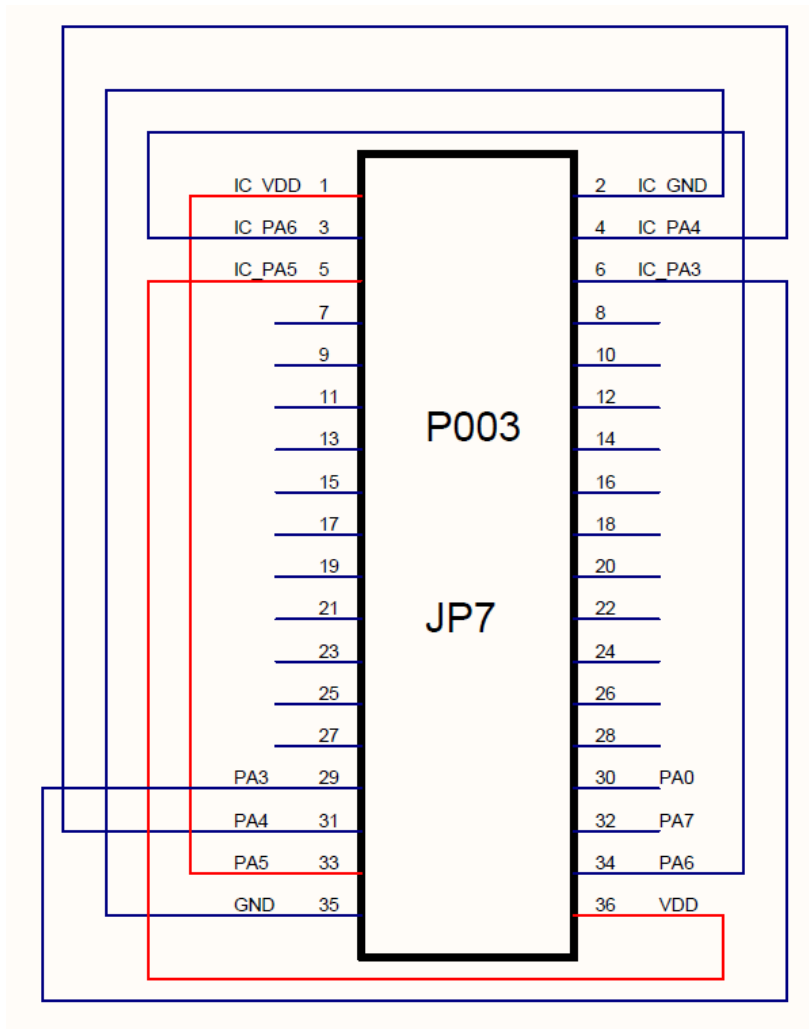 IC_VDD 1 2 IC_GND
IC_PA6 3 4 IC_PA4
IC_PA5 5 6 IC_PA3
7 8
9 10
11 12
P003
13 14
15 16
17 18
19 20
JP7
21 22
23 24
25 26
27 28
PA3 29 30 PA0
PA4 31 32 PA7
PA5 33 34 PA6
GND 35 36 VDD